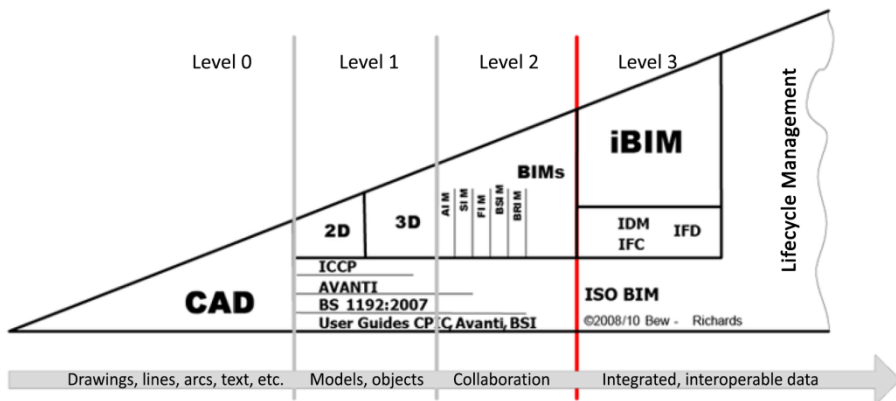 Level 0
Level 1
Level 2
Level 3
Lifecycle Management
iBIM
BIMs
AIM
SIM
FIM
BSIM
BRIM
2D
3D
IDM
IFC
IFD
CAD
ICCP
AVANTI
BS 1192:2007
User Guides CPIC, Avanti, BSI
ISO BIM
©2008/10 Bew - Richards
Drawings, lines, arcs, text, etc.
Models, objects
Collaboration
Integrated, interoperable data